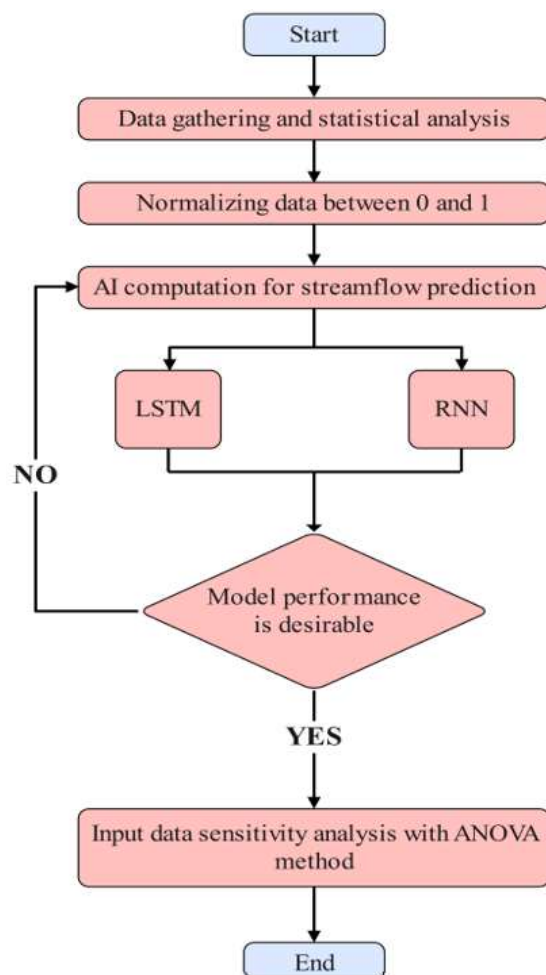 Start
Data gathering and statistical analysis
Normalizing data between 0 and 1
AI computation for streamflow prediction
LSTM
RNN
NO
Model performance
is desirable
YES
Input data sensitivity analysis with ANOVA
method
End